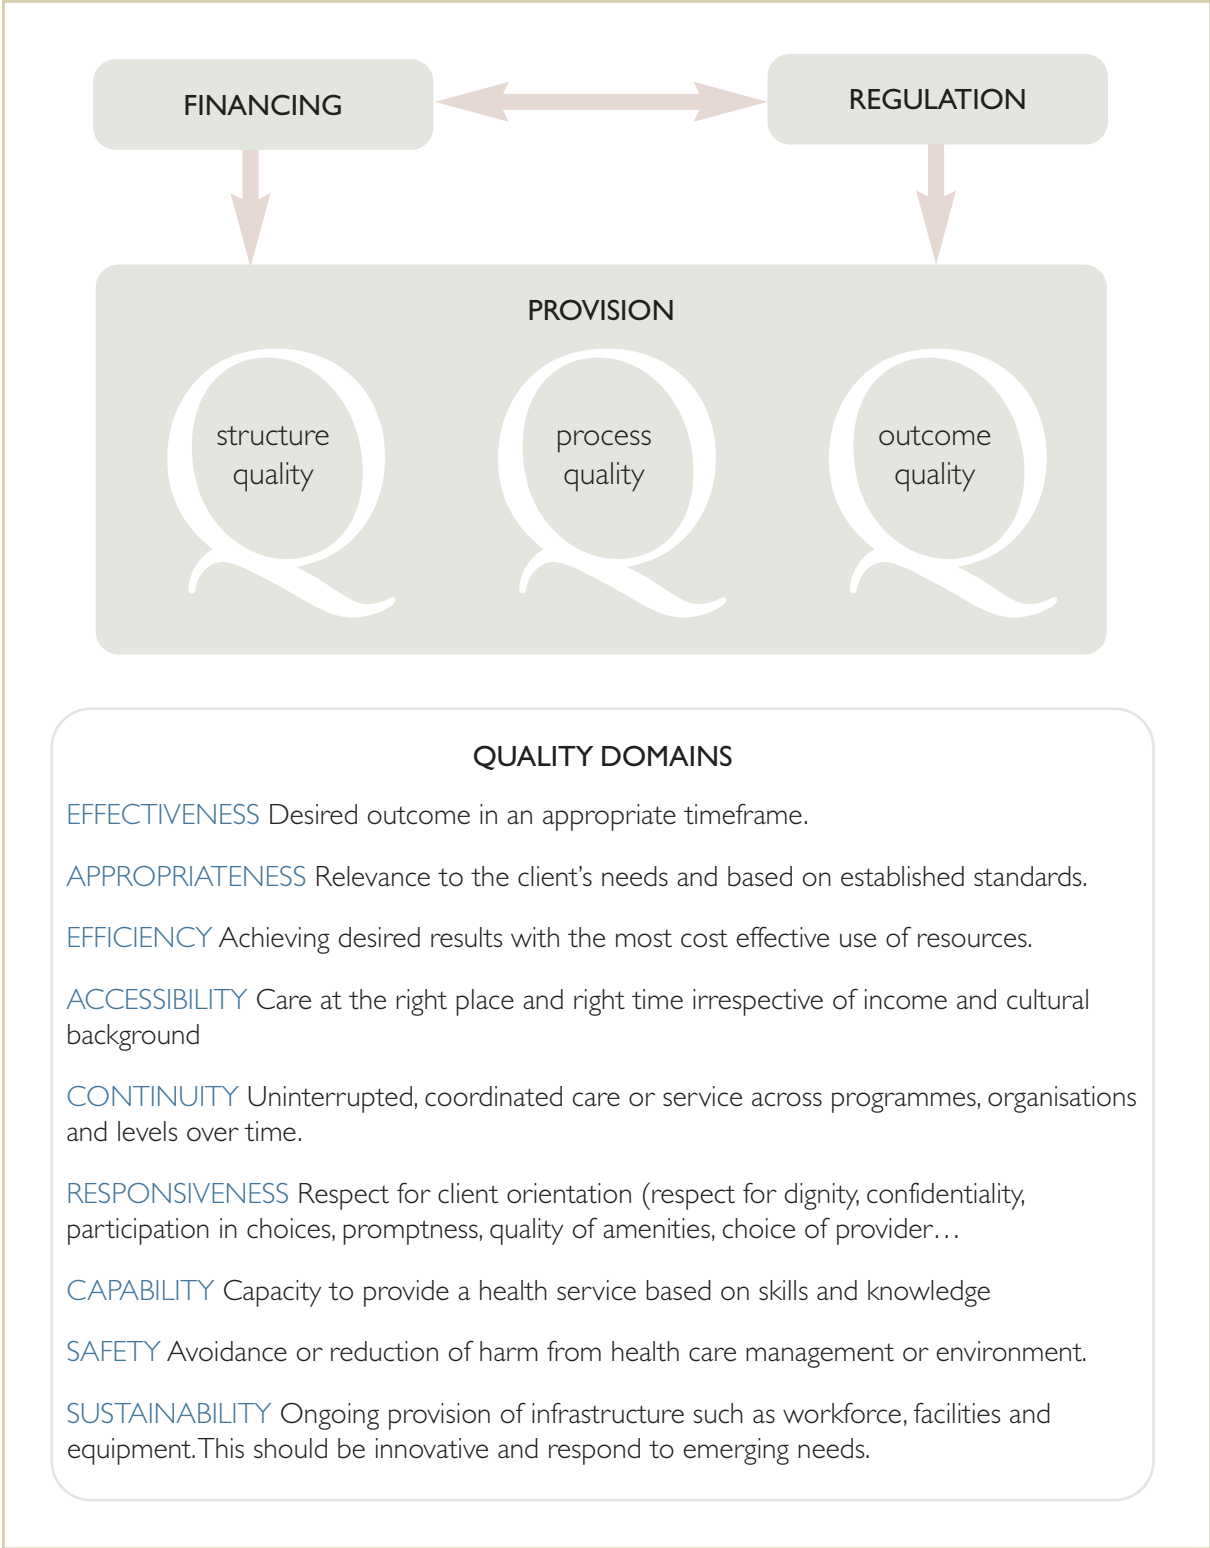 FINANCING
REGULATION
PROVISION
structure
quality
process
quality
outcome
quality
QUALITY DOMAINS
EFFECTIVENESS Desired outcome in an appropriate timeframe.
APPROPRIATENESS Relevance to the client’s needs and based on established standards.
EFFICIENCY Achieving desired results with the most cost effective use of resources.
ACCESSIBILITY Care at the right place and right time irrespective of income and cultural
background
CONTINUITY Uninterrupted, coordinated care or service across programmes, organisations
and levels over time.
RESPONSIVENESS Respect for client orientation (respect for dignity, confidentiality,
participation in choices, promptness, quality of amenities, choice of provider…
CAPABILITY Capacity to provide a health service based on skills and knowledge
SAFETY Avoidance or reduction of harm from health care management or environment.
SUSTAINABILITY Ongoing provision of infrastructure such as workforce, facilities and
equipment. This should be innovative and respond to emerging needs.